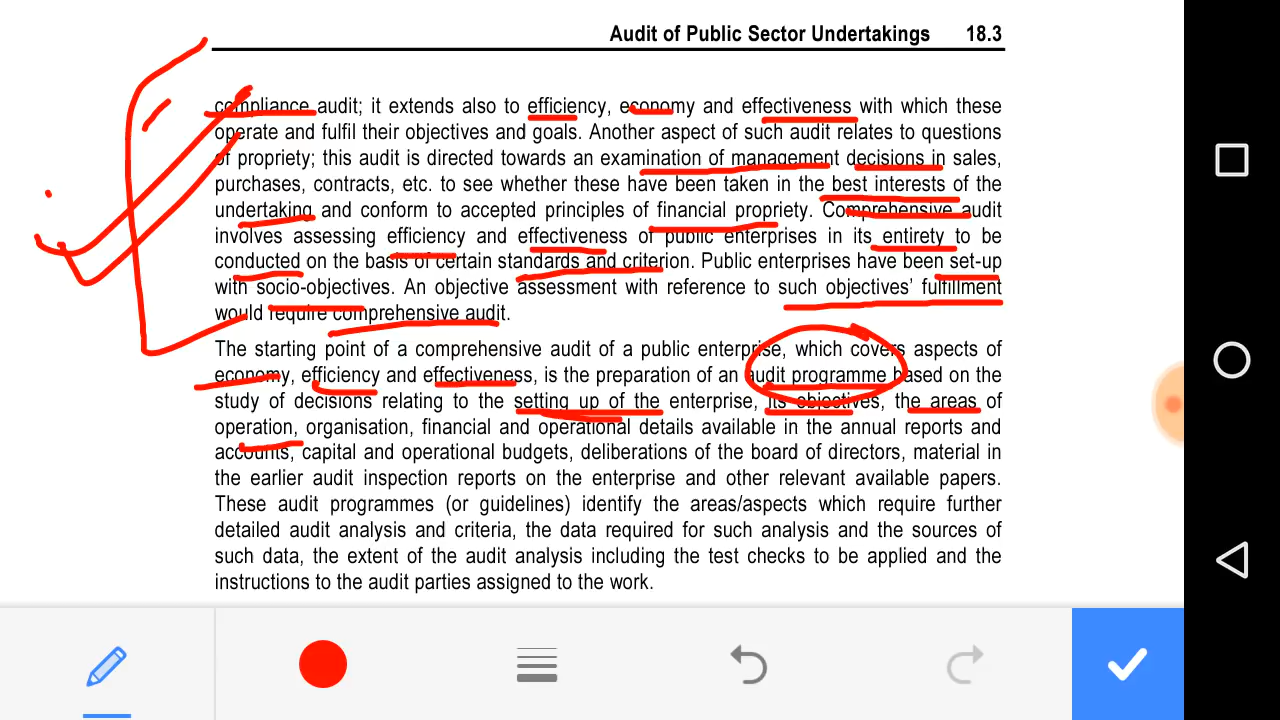 Audit of Public Sector Undertakings 18.3
compliance audit; it extends also to efficiency, economy and effectiveness with which these
operate and fulfil their objectives and goals. Another aspect of such audit relates to questions
of propriety; this audit is directed towards an examination of management decisions in sales,
purchases, contracts, etc. to see whether these have been taken in the best interests of the
undertaking and conform to accepted principles of financial propriety. Comprehensive audit
involves assessing efficiency and effectiveness of public enterprises in its entirety to be
conducted on the basis of certain standards and criterion. Public enterprises have been set-up
with socio-objectives. An objective assessment with reference to such objectives' fulfillment
would require comprehensive audit.
The starting point of a comprehensive audit of a public enterprise, which covers aspects of
economy, efficiency and effectiveness, is the preparation of an audit programme based on the
study of decisions relating to the setting up of the enterprise, its objectives, the areas of
operation, organisation, financial and operational details available in the annual reports and
accounts, capital and operational budgets, deliberations of the board of directors, material in
the earlier audit inspection reports on the enterprise and other relevant available papers.
These audit programmes (or guidelines) identify the areas/aspects which require further
detailed audit analysis and criteria, the data required for such analysis and the sources of
such data, the extent of the audit analysis including the test checks to be applied and the
instructions to the audit parties assigned to the work.